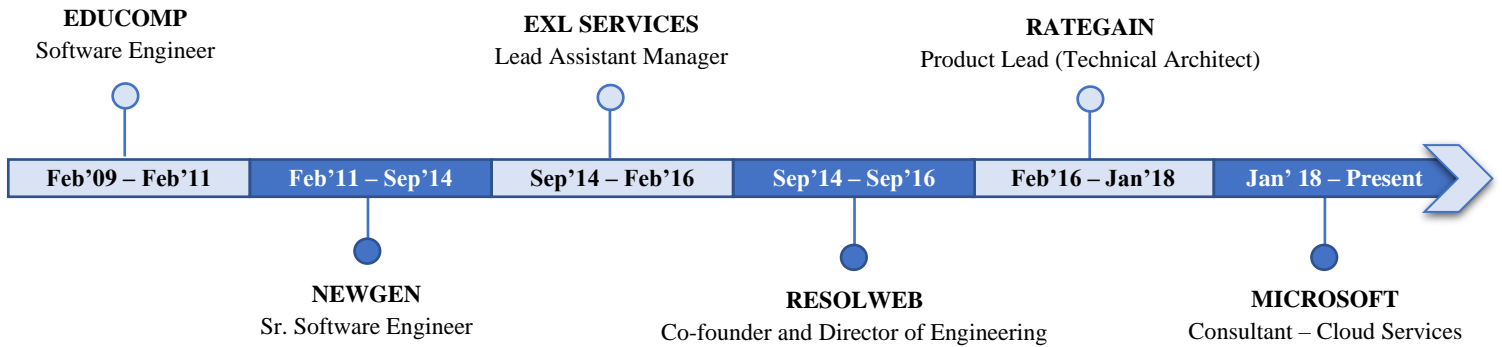 EDUCOMP
Software Engineer
EXL SERVICES
Lead Assistant Manager
RATEGAIN
Product Lead (Technical Architect)
Feb’09 – Feb’11
Feb’11 – Sep’14
Sep’14 – Feb’16
Sep’14 – Sep’16
Feb’16 – Jan’18
Jan’ 18 – Present
NEWGEN
Sr. Software Engineer
RESOLWEB
Co-founder and Director of Engineering
MICROSOFT
Consultant – Cloud Services